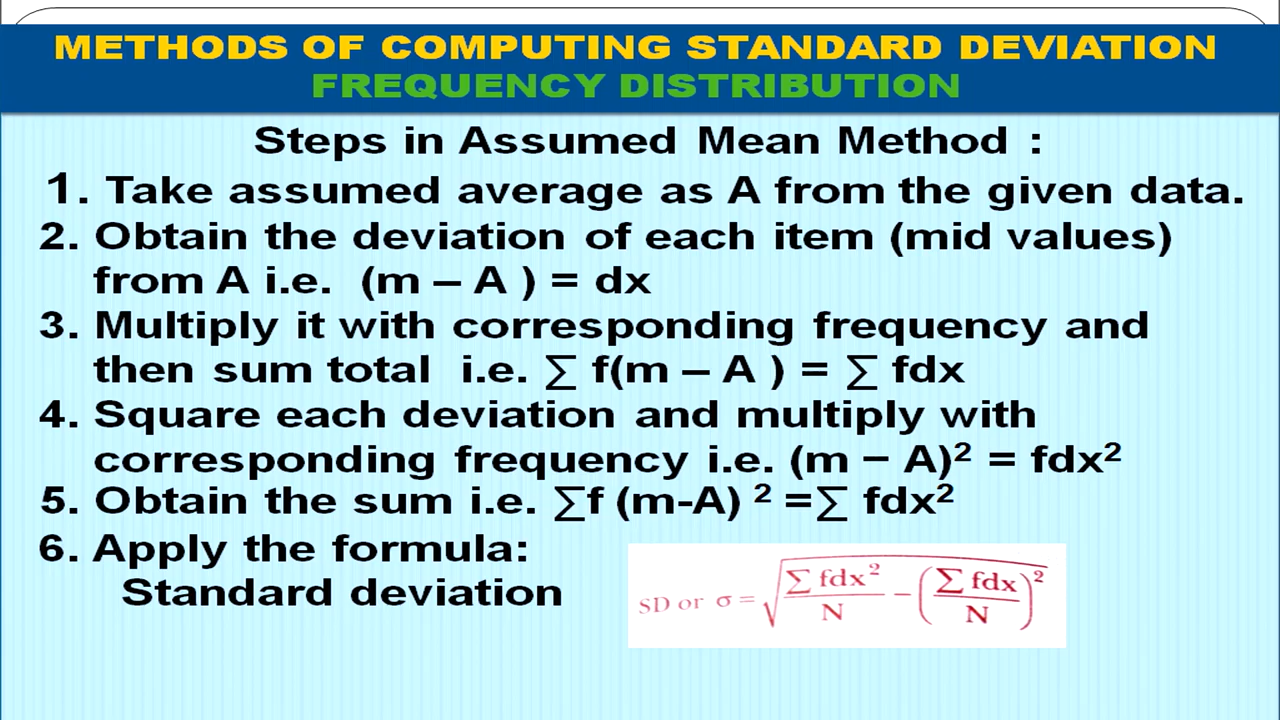 METHODS OF COMPUTING STANDARD DEVIATION
FREQUENCY DISTRIBUTION
Steps in Assumed Mean Method :
1. Take assumed average as A from the given data.
2. Obtain the deviation of each item (mid values)
from A i.e. (m – A ) = dx
3. Multiply it with corresponding frequency and
then sum total i.e. ∑ f(m – A ) = ∑ fdx
4. Square each deviation and multiply with
corresponding frequency i.e. (m – A)² = fdx²
5. Obtain the sum i.e. ∑f (m-A) ² =∑ fdx²
6. Apply the formula:
Standard deviation
SD or σ = √(∑ fdx²/N – (∑ fdx/N)²)